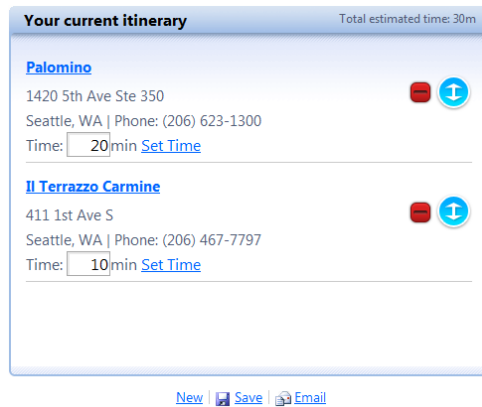 Your current itinerary Total estimated time: 30m
Palomino
1420 5th Ave Ste 350
Seattle, WA | Phone: (206) 623-1300
Time: 20 min Set Time
Il Terrazzo Carmine
411 1st Ave S
Seattle, WA | Phone: (206) 467-7797
Time: 10 min Set Time
New | Save | Email